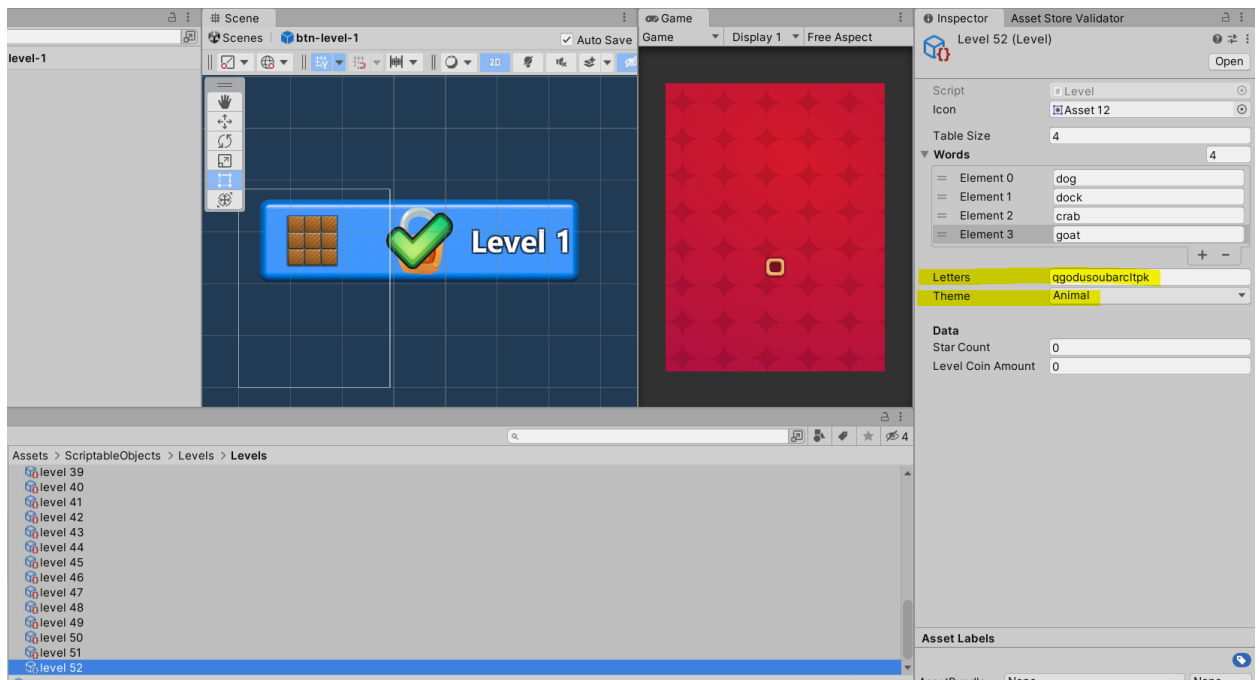 Scene
Game
Inspector
Asset Store Validator
Scenes
btn-level-1
Auto Save
Game
Display 1
Free Aspect
Level 52 (Level)
Open
level-1
2D
Script
Level
Icon
Asset 12
Table Size
4
Words
4
Element 0
dog
Element 1
dock
Element 2
crab
Element 3
goat
Level 1
Letters
qgodusoubarcltpk
Theme
Animal
Data
Star Count
0
Level Coin Amount
0
4
Assets > ScriptableObjects > Levels > Levels
level 39
level 40
level 41
level 42
level 43
level 44
level 45
level 46
level 47
level 48
level 49
level 50
level 51
level 52
Asset Labels
AssetBundle
None
None